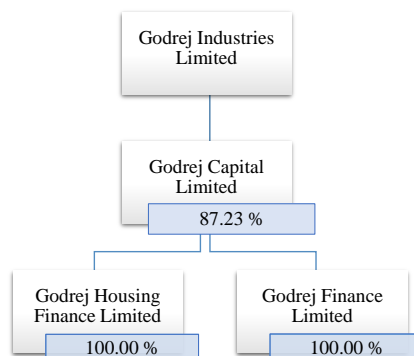 Godrej Industries
Limited
Godrej Capital
Limited
87.23 %
Godrej Housing
Finance Limited
100.00 %
Godrej Finance
Limited
100.00 %